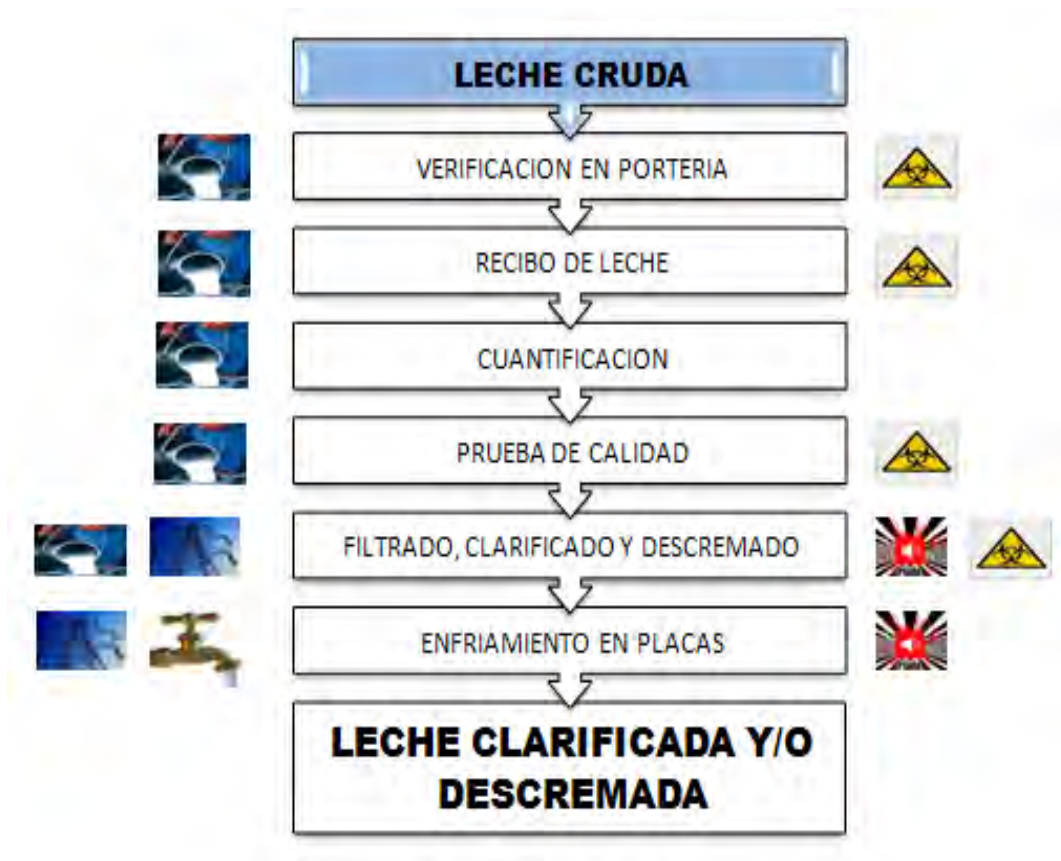 LECHE CRUDA
VERIFICACION EN PORTERIA
RECIBO DE LECHE
CUANTIFICACION
PRUEBA DE CALIDAD
FILTRADO, CLARIFICADO Y DESCREMADO
ENFRIAMIENTO EN PLACAS
LECHE CLARIFICADA Y/O
DESCREMADA